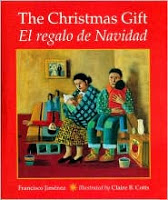 The Christmas Gift
El regalo de Navidad
Francisco Jiménez Illustrated by Claire B. Cotts